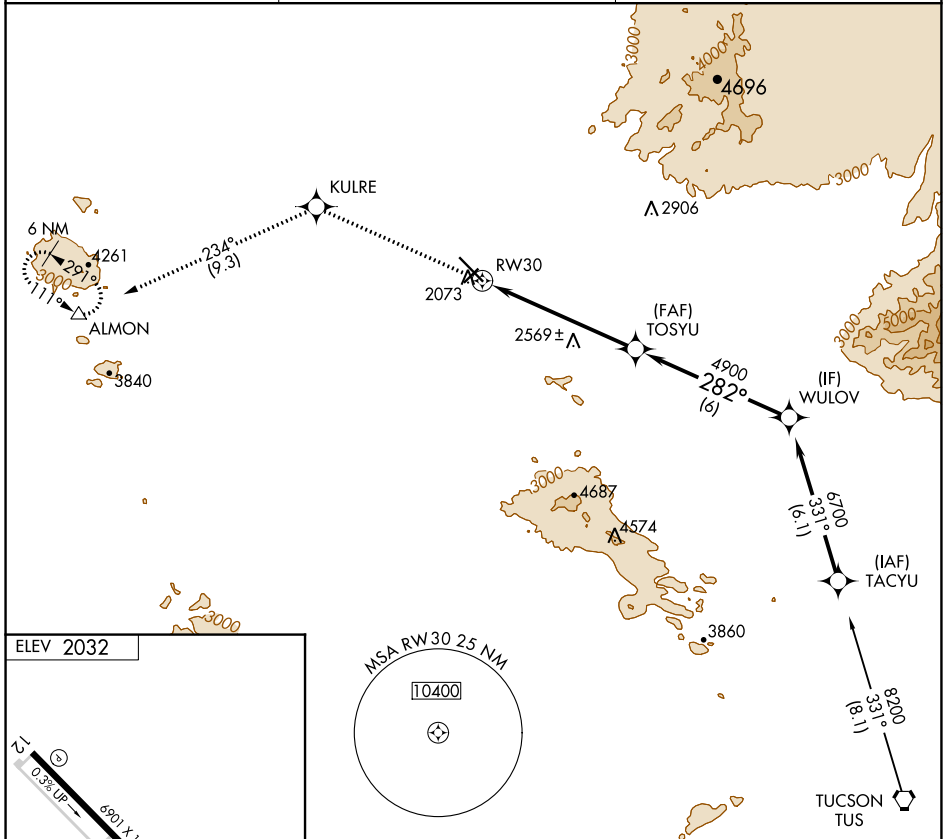 3000
4000
4696
3000
2906
KULRE
6 NM
4261
291°
3000
111°
ALMON
234°
(9.3)
RW30
2073
(FAF)
TOSYU
2569 ±
4900
282°
(6)
(IF)
WULOV
3000
5000
3840
3000
4687
4574
6700
331°
(6.1)
(IAF)
TACYU
3000
3860
ELEV 2032
MSA RW30 25 NM
10400
8200
331°
(8.1)
TUCSON
TUS
12
P
0.3% UP
6901 X